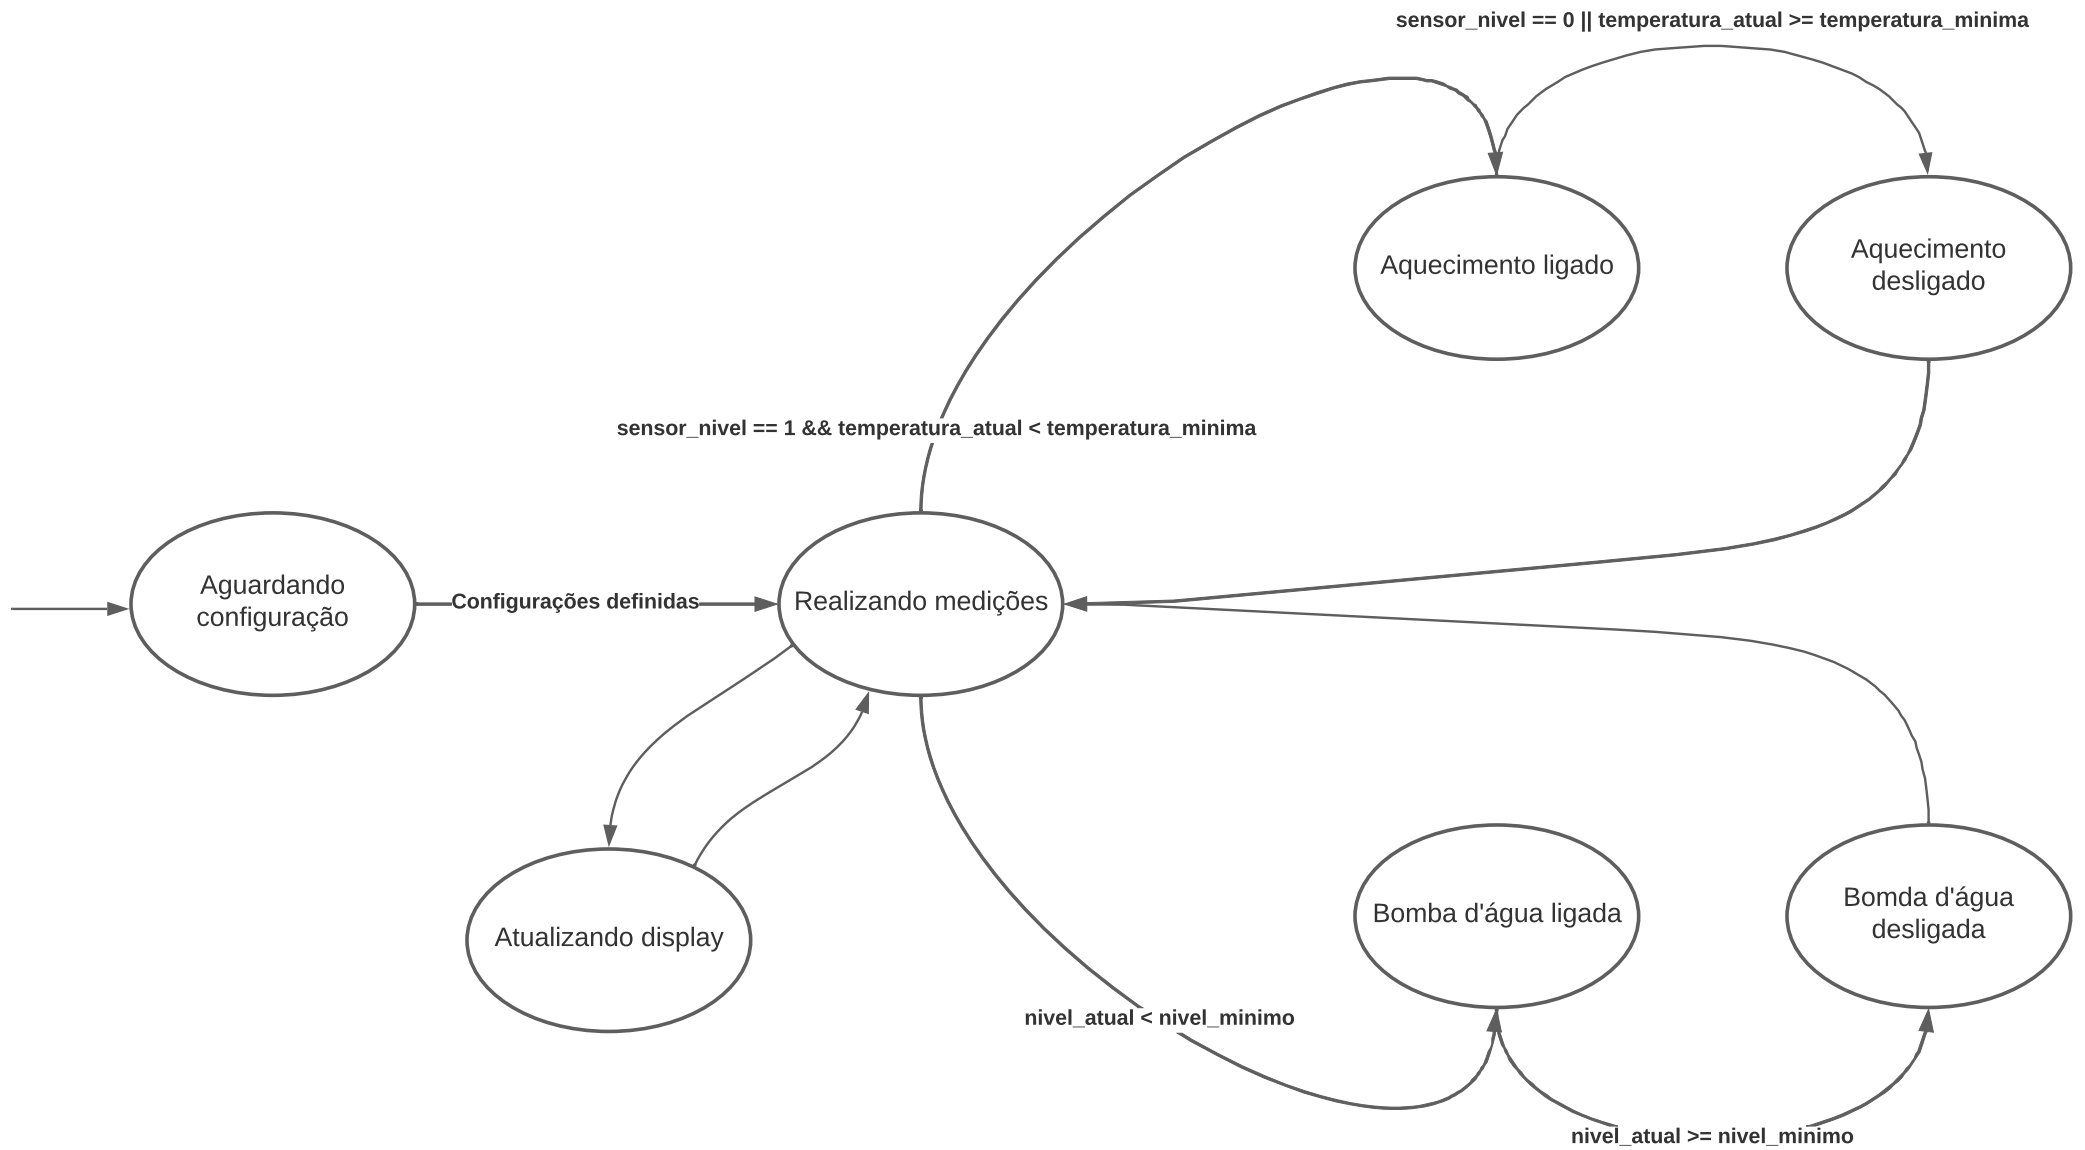 sensor_nivel == 0 || temperatura_atual >= temperatura_minima
Aquecimento ligado
Aquecimento
desligado
sensor_nivel == 1 && temperatura_atual < temperatura_minima
Aguardando
configuração
Configurações definidas
Realizando medições
Atualizando display
Bomba d'água ligada
Bomda d'água
desligada
nivel_atual < nivel_minimo
nivel_atual >= nivel_minimo